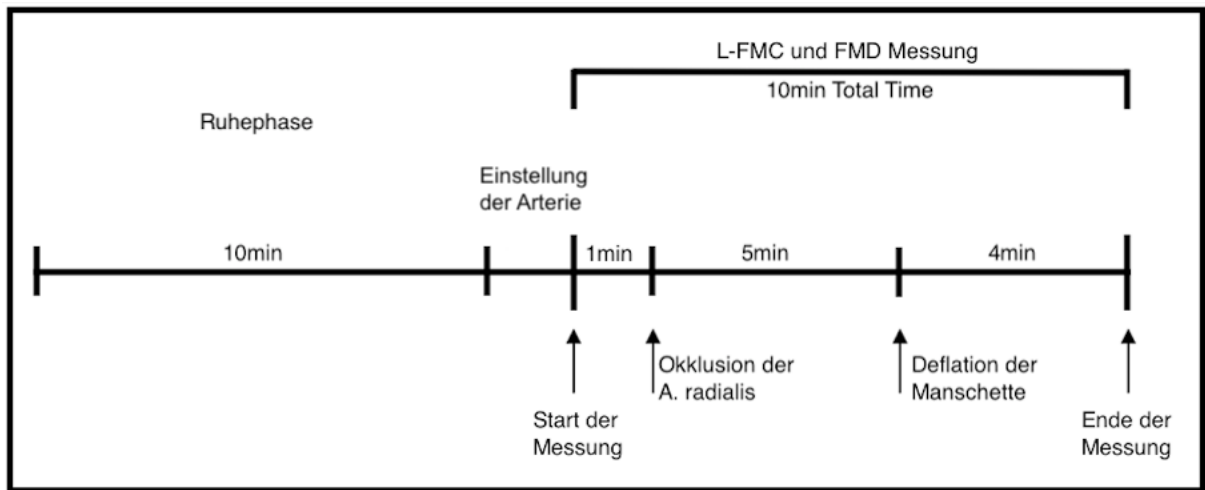 L-FMC und FMD Messung
10min Total Time
Ruhephase
Einstellung
der Arterie
10min
1min
5min
4min
Okklusion der
A. radialis
Deflation der
Manschette
Start der
Messung
Ende der
Messung